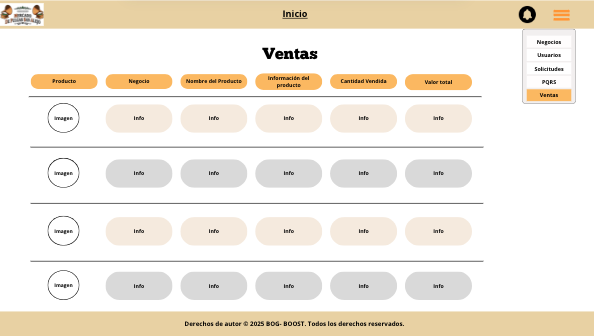 Inicio
Negocios
Usuarios
Solicitudes
PQRS
Ventas
Ventas
Producto Negocio Nombre del Producto Información del producto Cantidad Vendida Valor total
Imagen Info Info Info Info Info
Imagen Info Info Info Info Info
Imagen Info Info Info Info Info
Imagen Info Info Info Info Info
Derechos de autor © 2025 BOG- BOOST. Todos los derechos reservados.